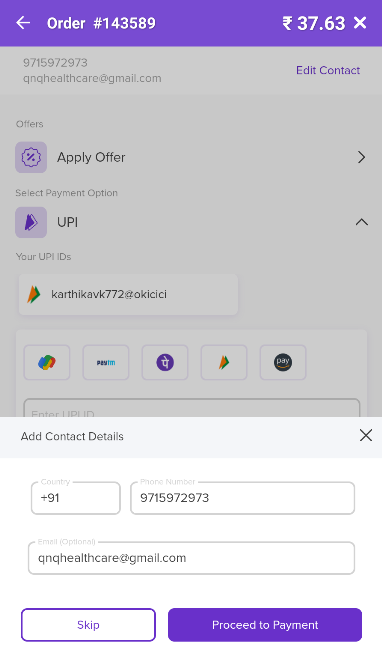 Order #143589
₹ 37.63
9715972973
qnqhealthcare@gmail.com
Edit Contact
Offers
Apply Offer
Select Payment Option
UPI
Your UPI IDs
karthikavk772@okicici
paytm
pay
Enter UPI ID
Add Contact Details
Country
+91
Phone Number
9715972973
Email (Optional)
qnqhealthcare@gmail.com
Skip
Proceed to Payment